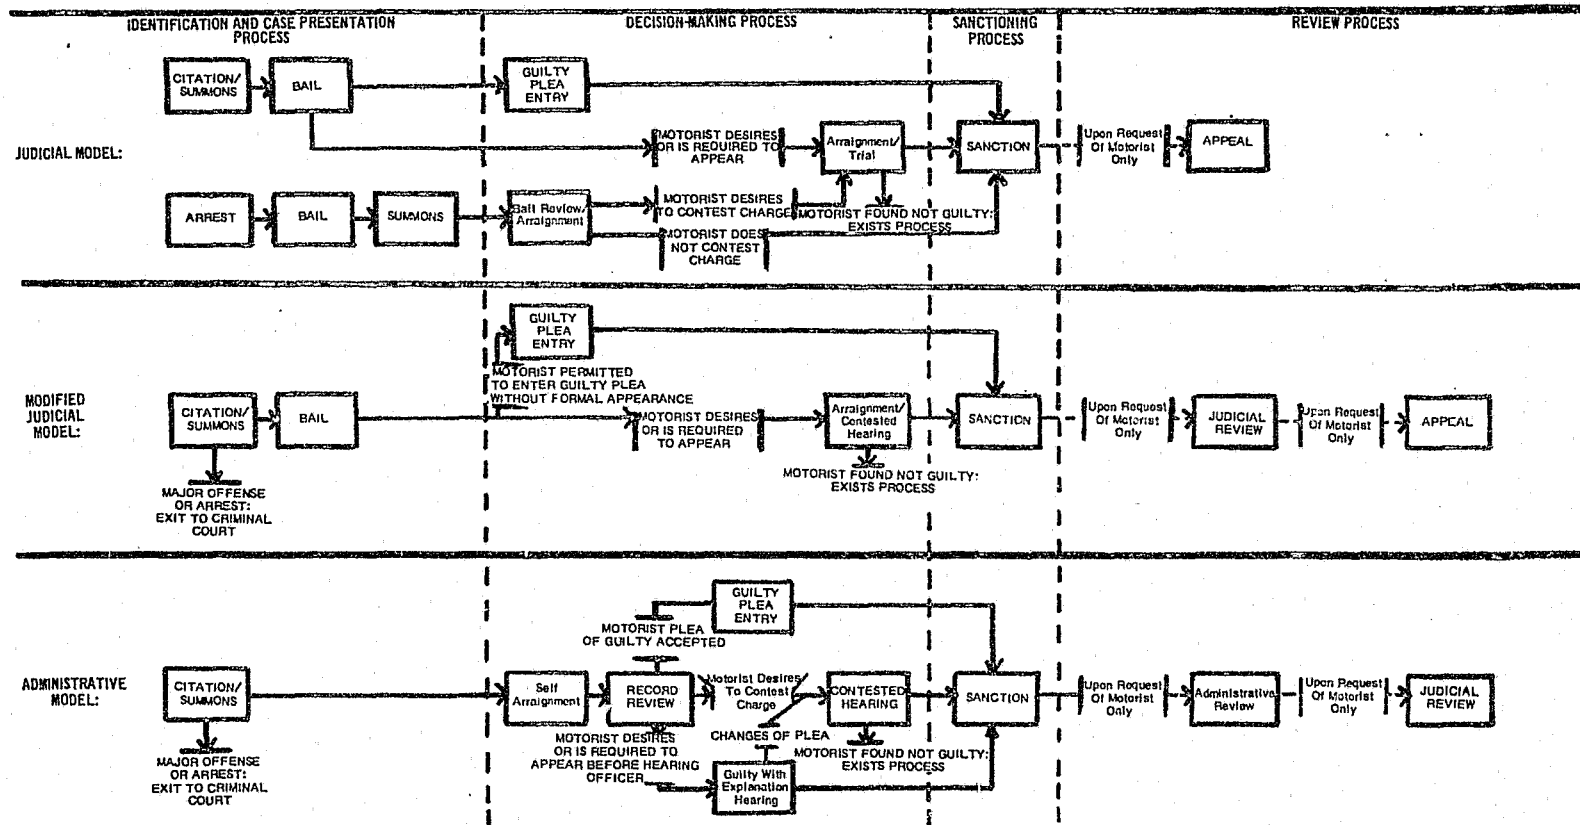 IDENTIFICATION AND CASE PRESENTATION
PROCESS
DECISION-MAKING PROCESS
SANCTIONING
PROCESS
REVIEW PROCESS
JUDICIAL MODEL:
CITATION/
SUMMONS
BAIL
GUILTY
PLEA
ENTRY
MOTORIST DESIRES
OR IS REQUIRED TO
APPEAR
Arraignment/
Trial
SANCTION
Upon Request
Of Motorist
Only
APPEAL
ARREST
BAIL
SUMMONS
Bail Review/
Arraignment
MOTORIST DESIRES
TO CONTEST CHARGE
MOTORIST FOUND NOT GUILTY:
EXISTS PROCESS
MOTORIST DOES
NOT CONTEST
CHARGE
MODIFIED
JUDICIAL
MODEL:
GUILTY
PLEA
ENTRY
MOTORIST PERMITTED
TO ENTER GUILTY PLEA
WITHOUT FORMAL APPEARANCE
CITATION/
SUMMONS
BAIL
MOTORIST DESIRES
OR IS REQUIRED
TO APPEAR
Arraignment/
Contested
Hearing
SANCTION
Upon Request
Of Motorist
Only
JUDICIAL
REVIEW
Upon Request
Of Motorist
Only
APPEAL
MOTORIST FOUND NOT GUILTY:
EXISTS PROCESS
MAJOR OFFENSE
OR ARREST:
EXIT TO CRIMINAL
COURT
ADMINISTRATIVE
MODEL:
GUILTY
PLEA
ENTRY
MOTORIST PLEA
OF GUILTY ACCEPTED
CITATION/
SUMMONS
Self
Arraignment
RECORD
REVIEW
Motorist Desires
To Contest
Charge
CONTESTED
HEARING
SANCTION
Upon Request
Of Motorist
Only
Administrative
Review
Upon Request
Of Motorist
Only
JUDICIAL
REVIEW
MOTORIST DESIRES
OR IS REQUIRED TO
APPEAR BEFORE HEARING
OFFICER
CHANGES OF PLEA
MOTORIST FOUND NOT GUILTY:
EXISTS PROCESS
Guilty With
Explanation
Hearing
MAJOR OFFENSE
OR ARREST:
EXIT TO CRIMINAL
COURT